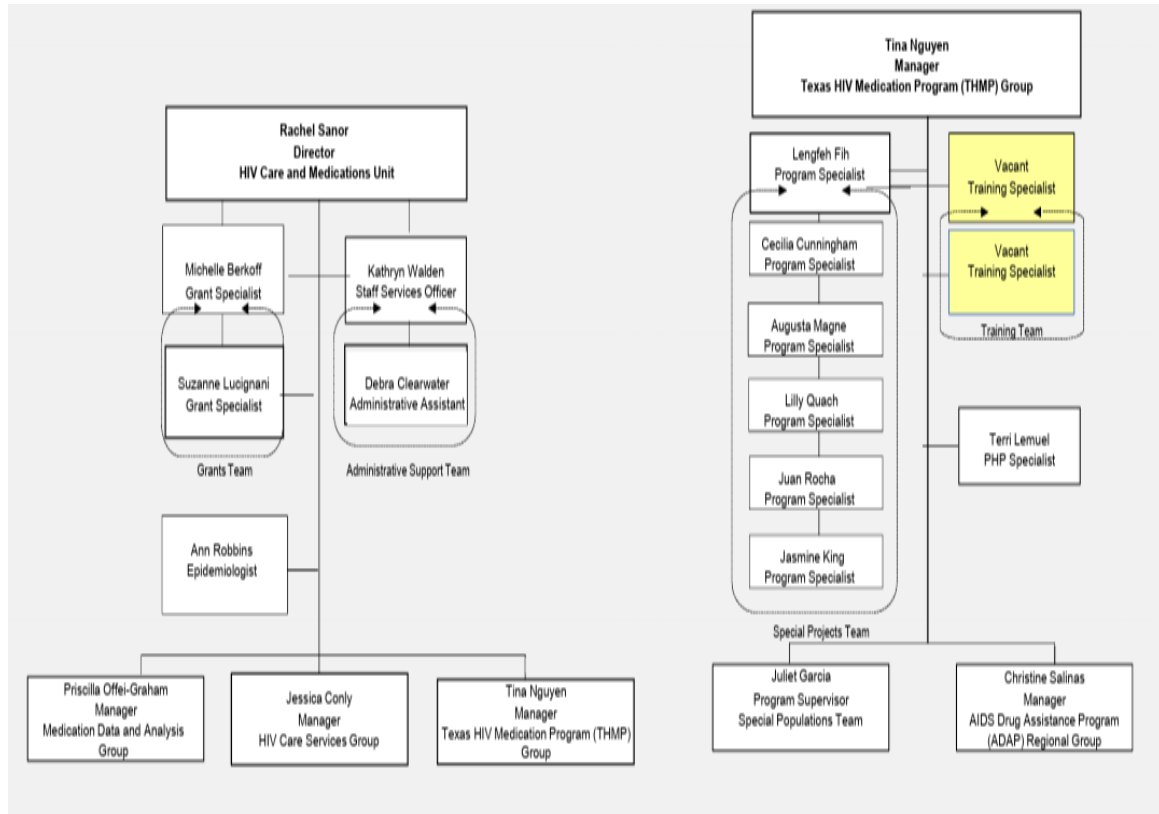 Rachel Sanor
Director
HIV Care and Medications Unit
Michelle Berkoff
Grant Specialist
Kathryn Walden
Staff Services Officer
Suzanne Lucignani
Grant Specialist
Debra Clearwater
Administrative Assistant
Grants Team
Administrative Support Team
Ann Robbins
Epidemiologist
Priscilla Offei-Graham
Manager
Medication Data and Analysis
Group
Jessica Conly
Manager
HIV Care Services Group
Tina Nguyen
Manager
Texas HIV Medication Program (THMP)
Group
Tina Nguyen
Manager
Texas HIV Medication Program (THMP) Group
Lengfeh Fih
Program Specialist
Vacant
Training Specialist
Cecilia Cunningham
Program Specialist
Vacant
Training Specialist
Training Team
Augusta Magne
Program Specialist
Lilly Quach
Program Specialist
Terri Lemuel
PHP Specialist
Juan Rocha
Program Specialist
Jasmine King
Program Specialist
Special Projects Team
Juliet Garcia
Program Supervisor
Special Populations Team
Christine Salinas
Manager
AIDS Drug Assistance Program
(ADAP) Regional Group